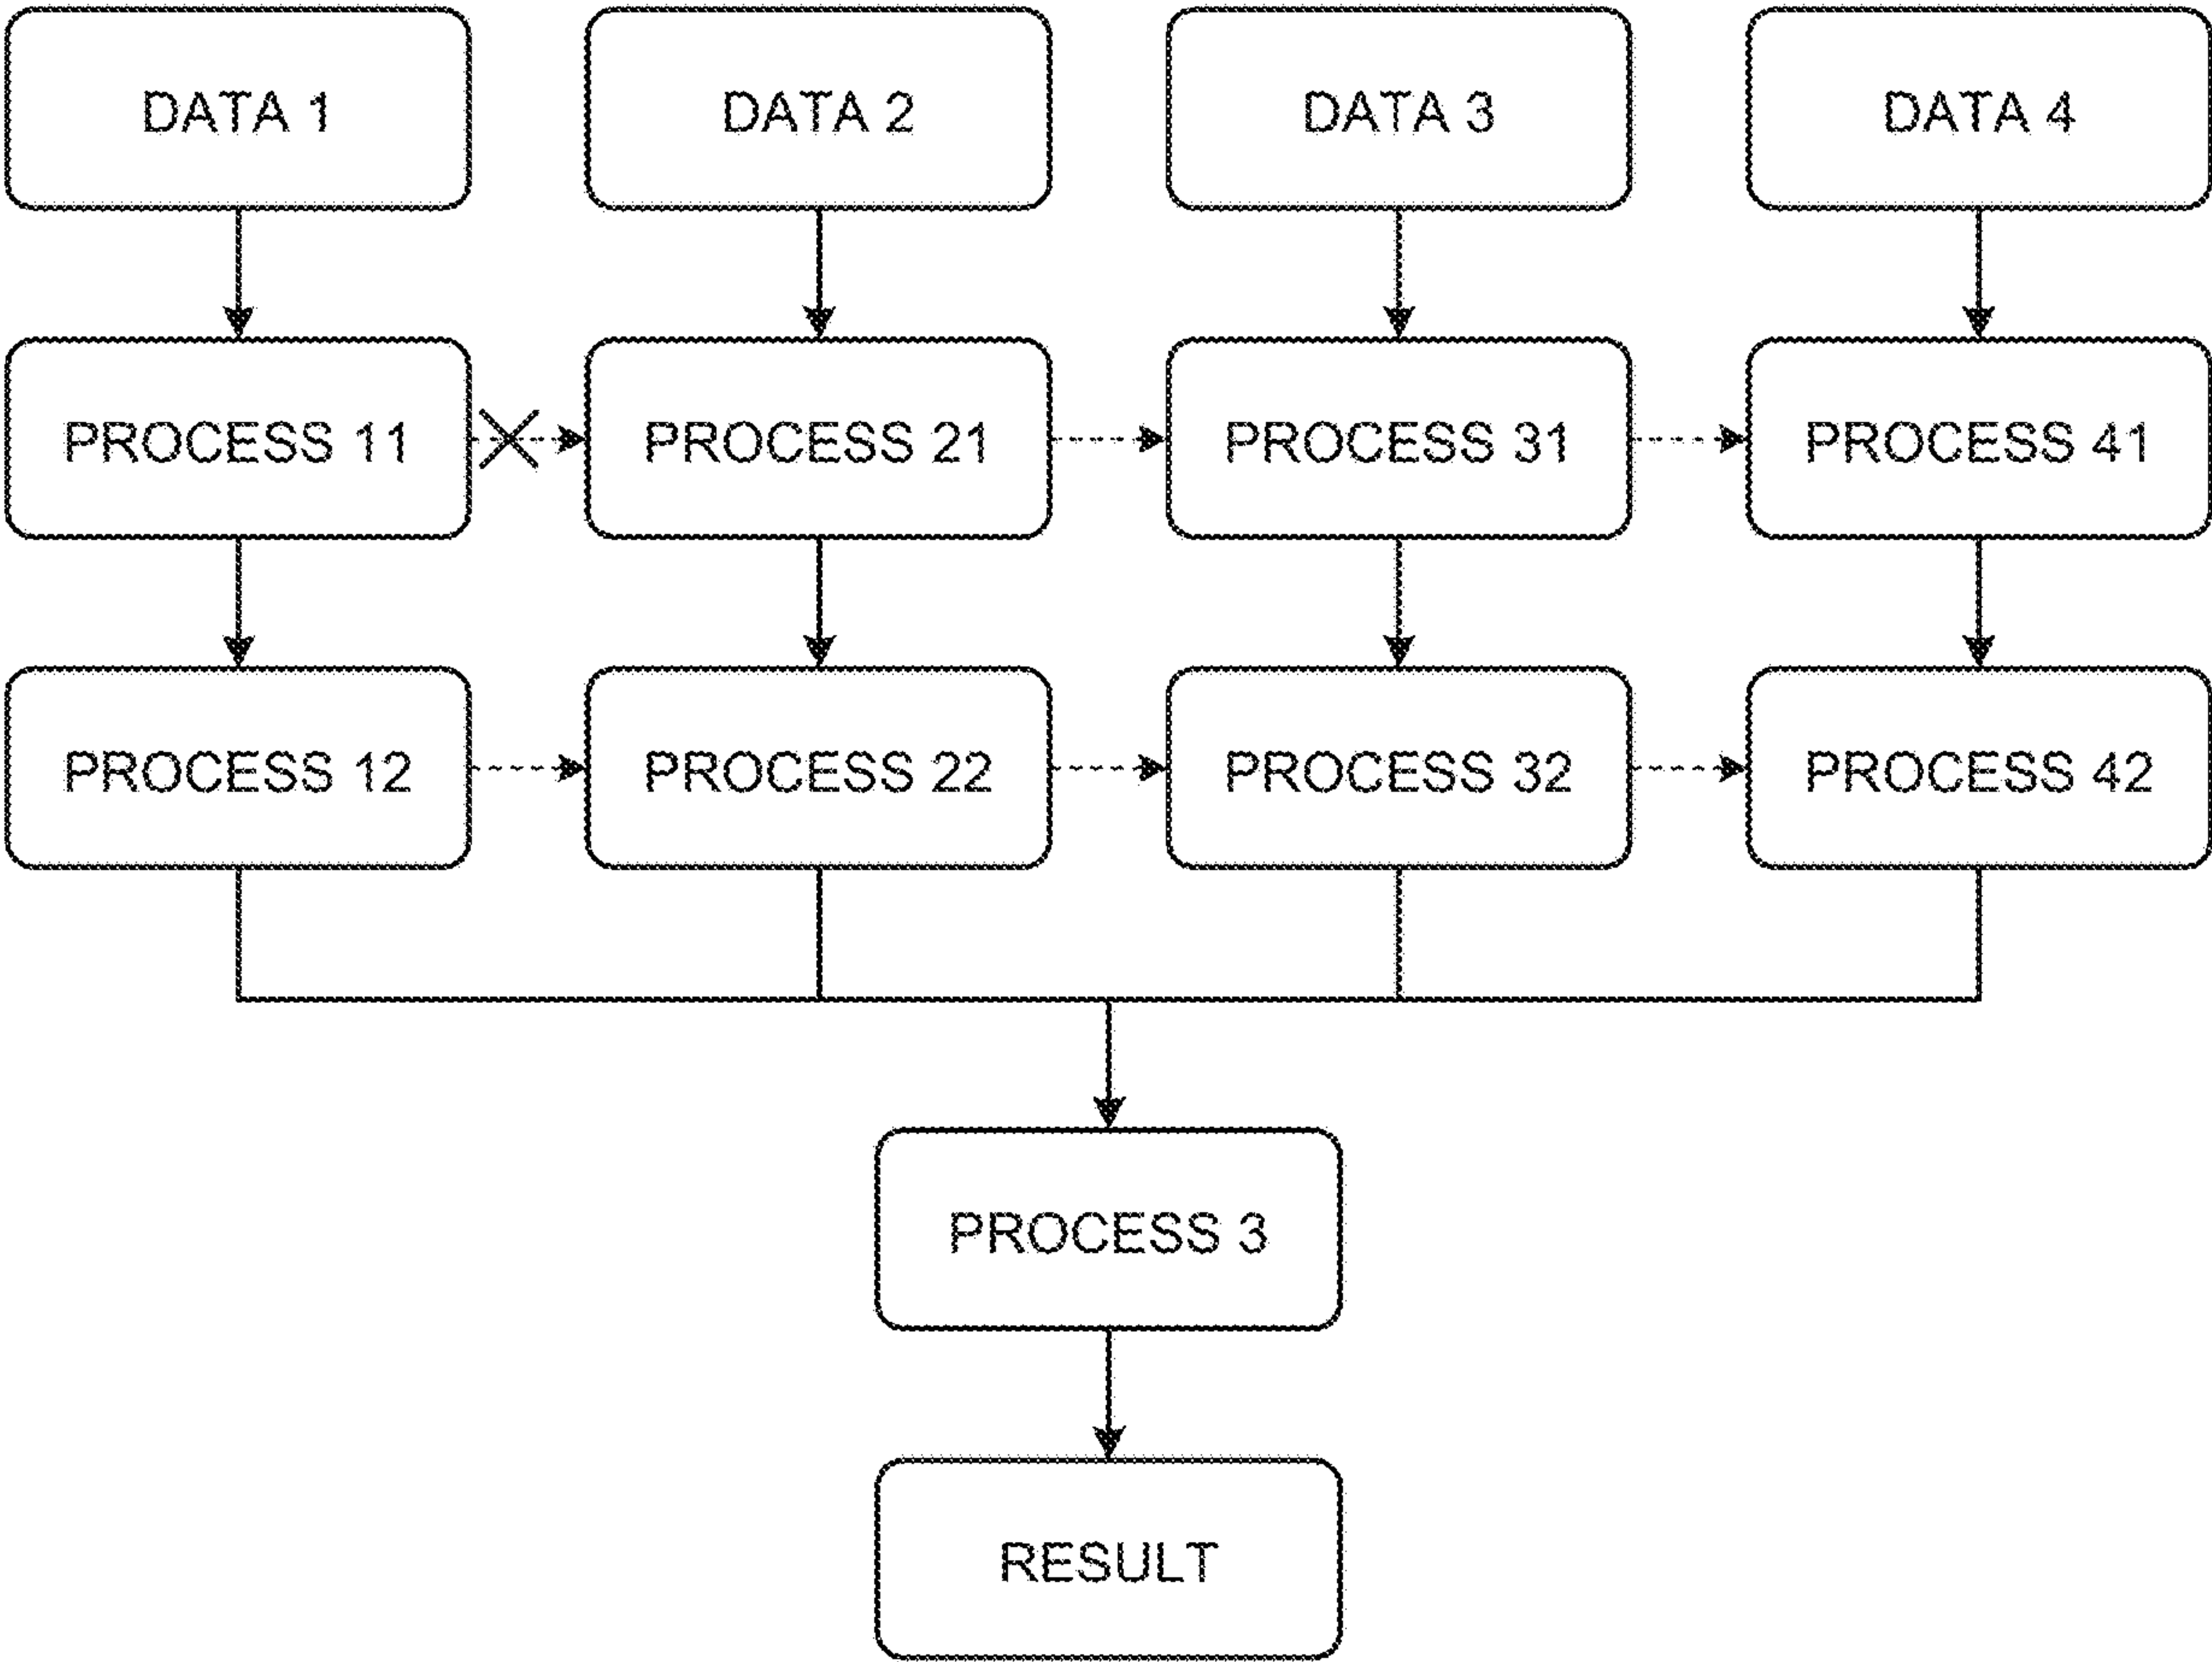 DATA 1
DATA 2
DATA 3
DATA 4
PROCESS 11
PROCESS 21
PROCESS 31
PROCESS 41
PROCESS 12
PROCESS 22
PROCESS 32
PROCESS 42
PROCESS 3
RESULT